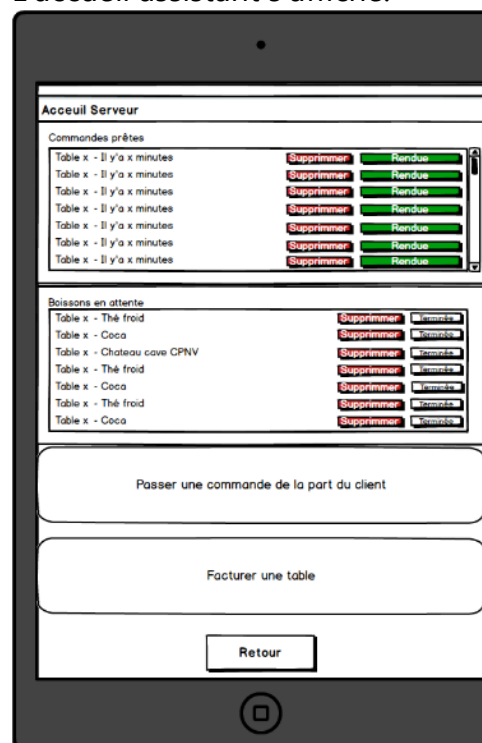 L'accueil assistant s'affiche.
Acceuil Serveur
Commandes prêtes
Table x - Il y'a x minutes Supprimmer Rendue
Table x - Il y'a x minutes Supprimmer Rendue
Table x - Il y'a x minutes Supprimmer Rendue
Table x - Il y'a x minutes Supprimmer Rendue
Table x - Il y'a x minutes Supprimmer Rendue
Table x - Il y'a x minutes Supprimmer Rendue
Table x - Il y'a x minutes Supprimmer Rendue
Boissons en attente
Table x - Thé froid Supprimmer Terminée
Table x - Coca Supprimmer Terminée
Table x - Chateau cave CPNV Supprimmer Terminée
Table x - Thé froid Supprimmer Terminée
Table x - Coca Supprimmer Terminée
Table x - Thé froid Supprimmer Terminée
Table x - Coca Supprimmer Terminée
Passer une commande de la part du client
Facturer une table
Retour